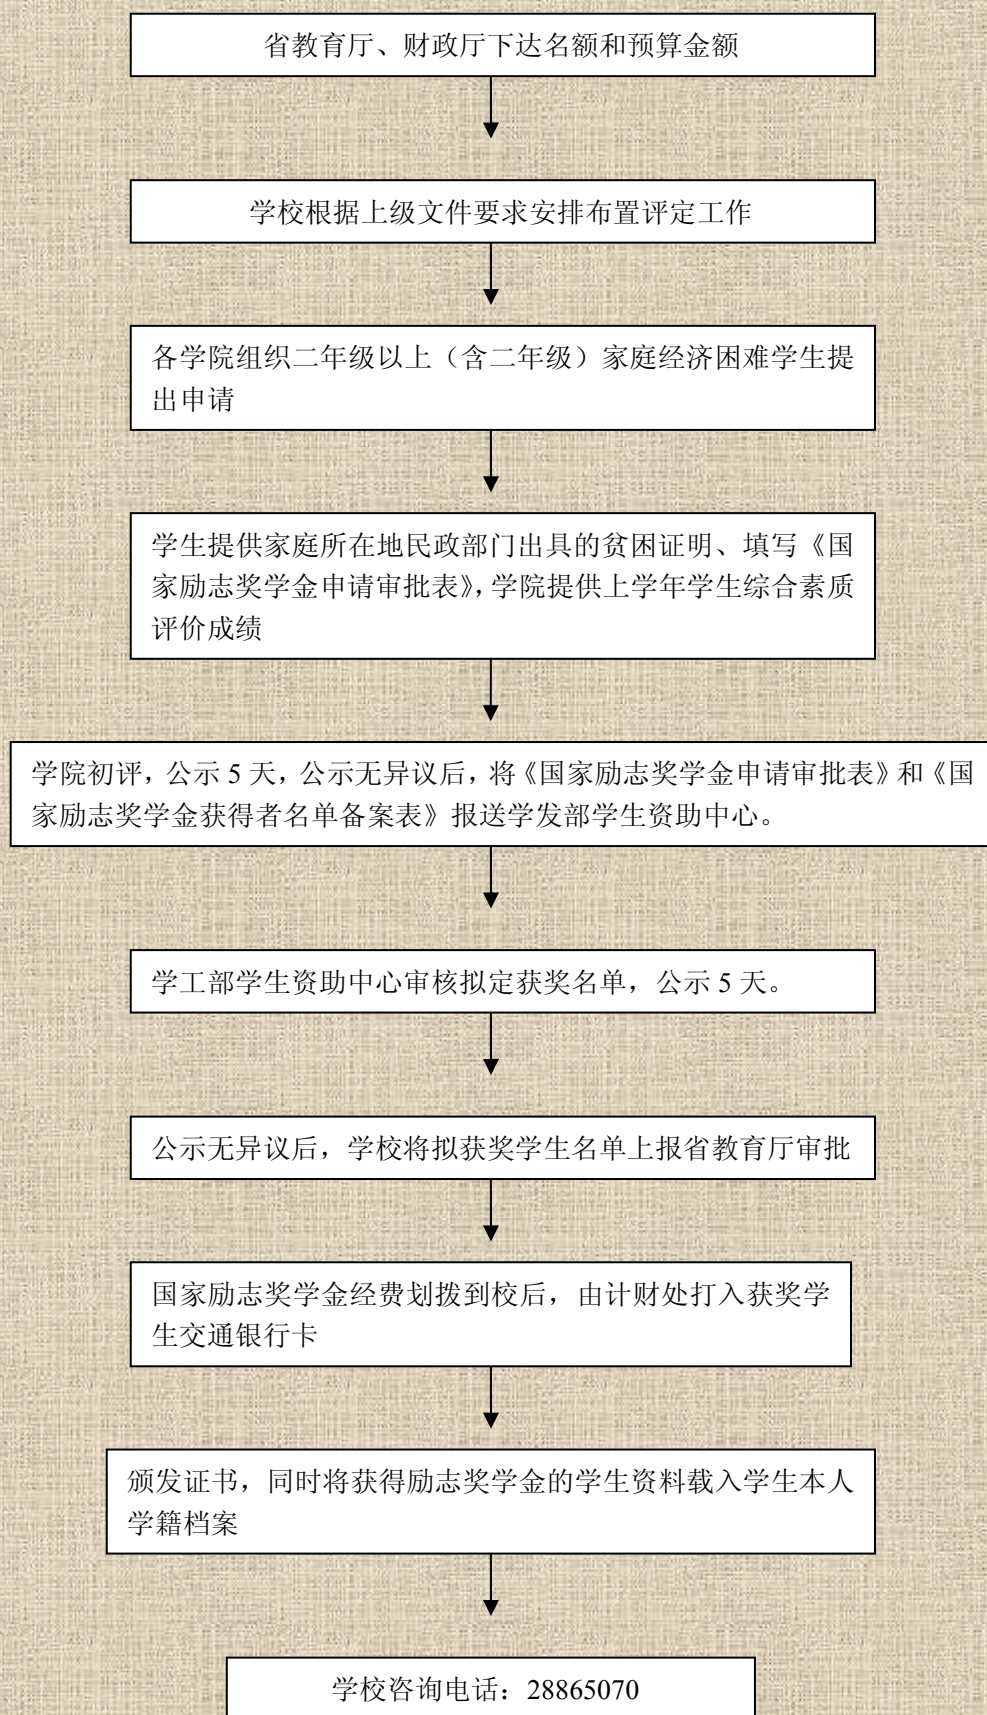 省教育厅、财政厅下达名额和预算金额
学校根据上级文件要求安排布置评定工作
各学院组织二年级以上（含二年级）家庭经济困难学生提
出申请
学生提供家庭所在地民政部门出具的贫困证明、填写《国
家励志奖学金申请审批表》，学院提供上学年学生综合素质
评价成绩
学院初评，公示 5 天，公示无异议后，将《国家励志奖学金申请审批表》和《国
家励志奖学金获得者名单备案表》报送学发部学生资助中心。
学工部学生资助中心审核拟定获奖名单，公示 5 天。
公示无异议后，学校将拟获奖学生名单上报省教育厅审批
国家励志奖学金经费划拨到校后，由计财处打入获奖学
生交通银行卡
颁发证书，同时将获得励志奖学金的学生资料载入学生本人
学籍档案
学校咨询电话：28865070